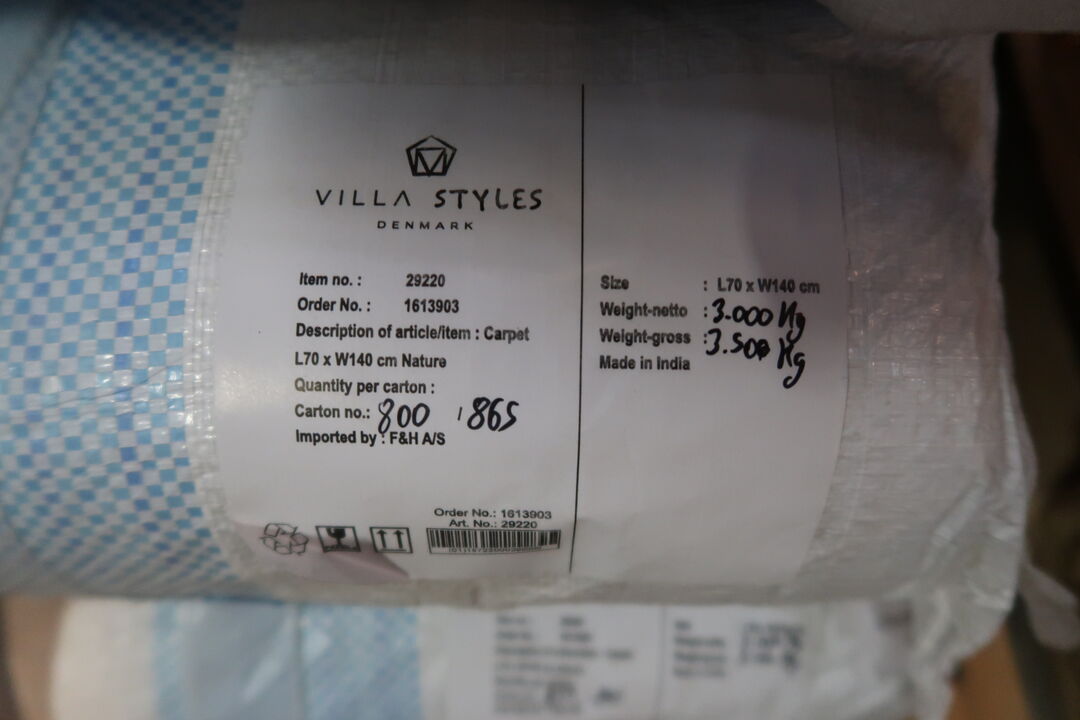 VILLA STYLES
DENMARK
Item no. : 29220
Order No. : 1613903
Description of article/item : Carpet
L70 x W140 cm Nature
Quantity per carton :
Carton no.: 800 / 865
Imported by : F&H A/S
Order No.: 1613903
Art. No.: 29220
Size : L70 x W140 cm
Weight-netto : 3.000 Kg
Weight-gross : 3.500 Kg
Made in India